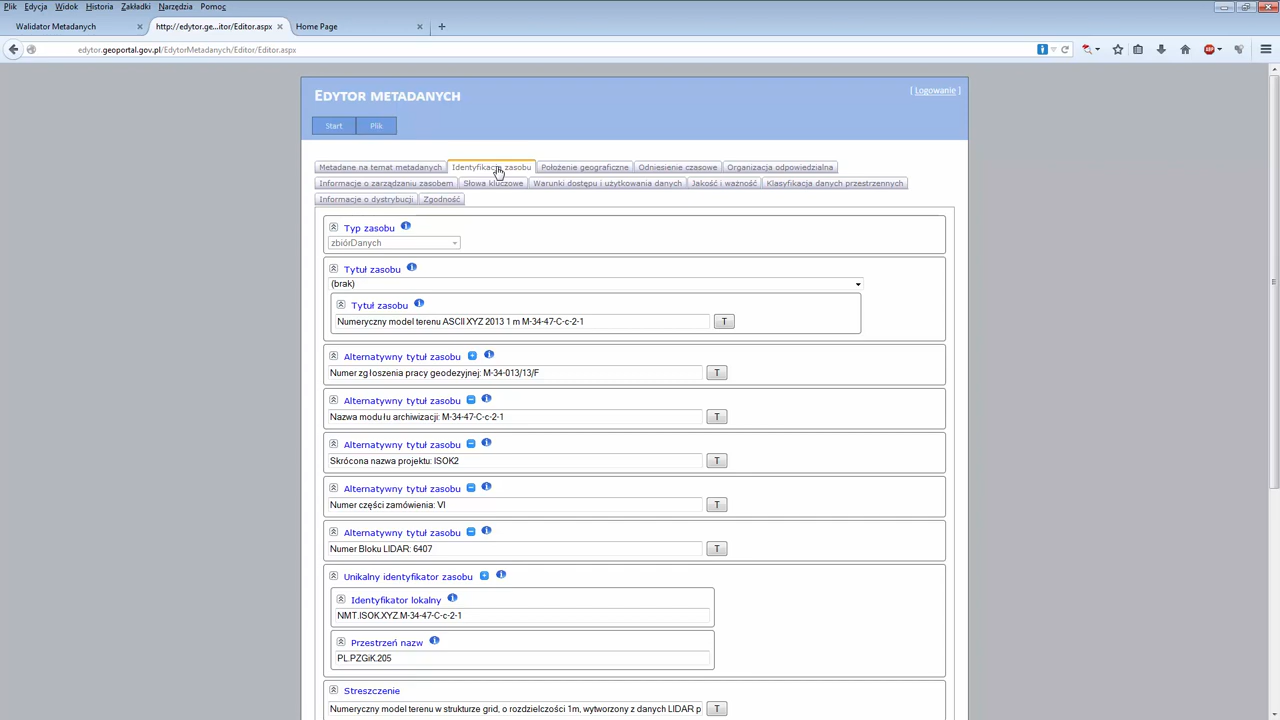 Plik Edycja Widok Historia Zakładki Narzędzia Pomoc
Walidator Metadanych × http://edytor.ge...itor/Editor.aspx × Home Page × +
edytor.geoportal.gov.pl/EdytorMetadanych/Editor/Editor.aspx
Edytor metadanych
[ Logowanie ]
Start Plik
Metadane na temat metadanych Identyfikacja zasobu Położenie geograficzne Odniesienie czasowe Organizacja odpowiedzialna
Informacje o zarządzaniu zasobem Słowa kluczowe Warunki dostępu i użytkowania danych Jakość i ważność Klasyfikacja danych przestrzennych
Informacje o dystrybucji Zgodność
Typ zasobu
zbiórDanych
Tytuł zasobu
(brak)
Tytuł zasobu
Numeryczny model terenu ASCII XYZ 2013 1 m M-34-47-C-c-2-1 T
Alternatywny tytuł zasobu
Numer zgłoszenia pracy geodezyjnej: M-34-013/13/F T
Alternatywny tytuł zasobu
Nazwa modułu archiwizacji: M-34-47-C-c-2-1 T
Alternatywny tytuł zasobu
Skrócona nazwa projektu: ISOK2 T
Alternatywny tytuł zasobu
Numer części zamówienia: VI T
Alternatywny tytuł zasobu
Numer Bloku LIDAR: 6407 T
Unikalny identyfikator zasobu
Identyfikator lokalny
NMT.ISOK.XYZ.M-34-47-C-c-2-1
Przestrzeń nazw
PL.PZGiK.205
Streszczenie
Numeryczny model terenu w strukturze grid, o rozdzielczości 1m, wytworzony z danych LIDAR p T